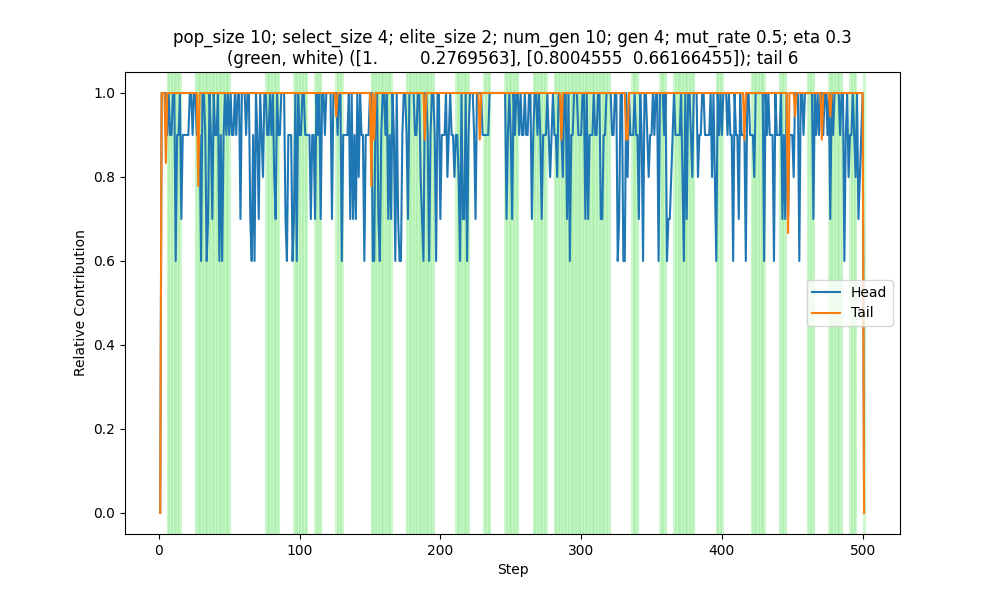 pop_size 10; select_size 4; elite_size 2; num_gen 10; gen 4; mut_rate 0.5; eta 0.3
(green, white) ([1. 0.2769563], [0.8004555 0.66166455]); tail 6
1.0
0.8
0.6
0.4
0.2
0.0
Relative Contribution
Head
Tail
0 100 200 300 400 500
Step